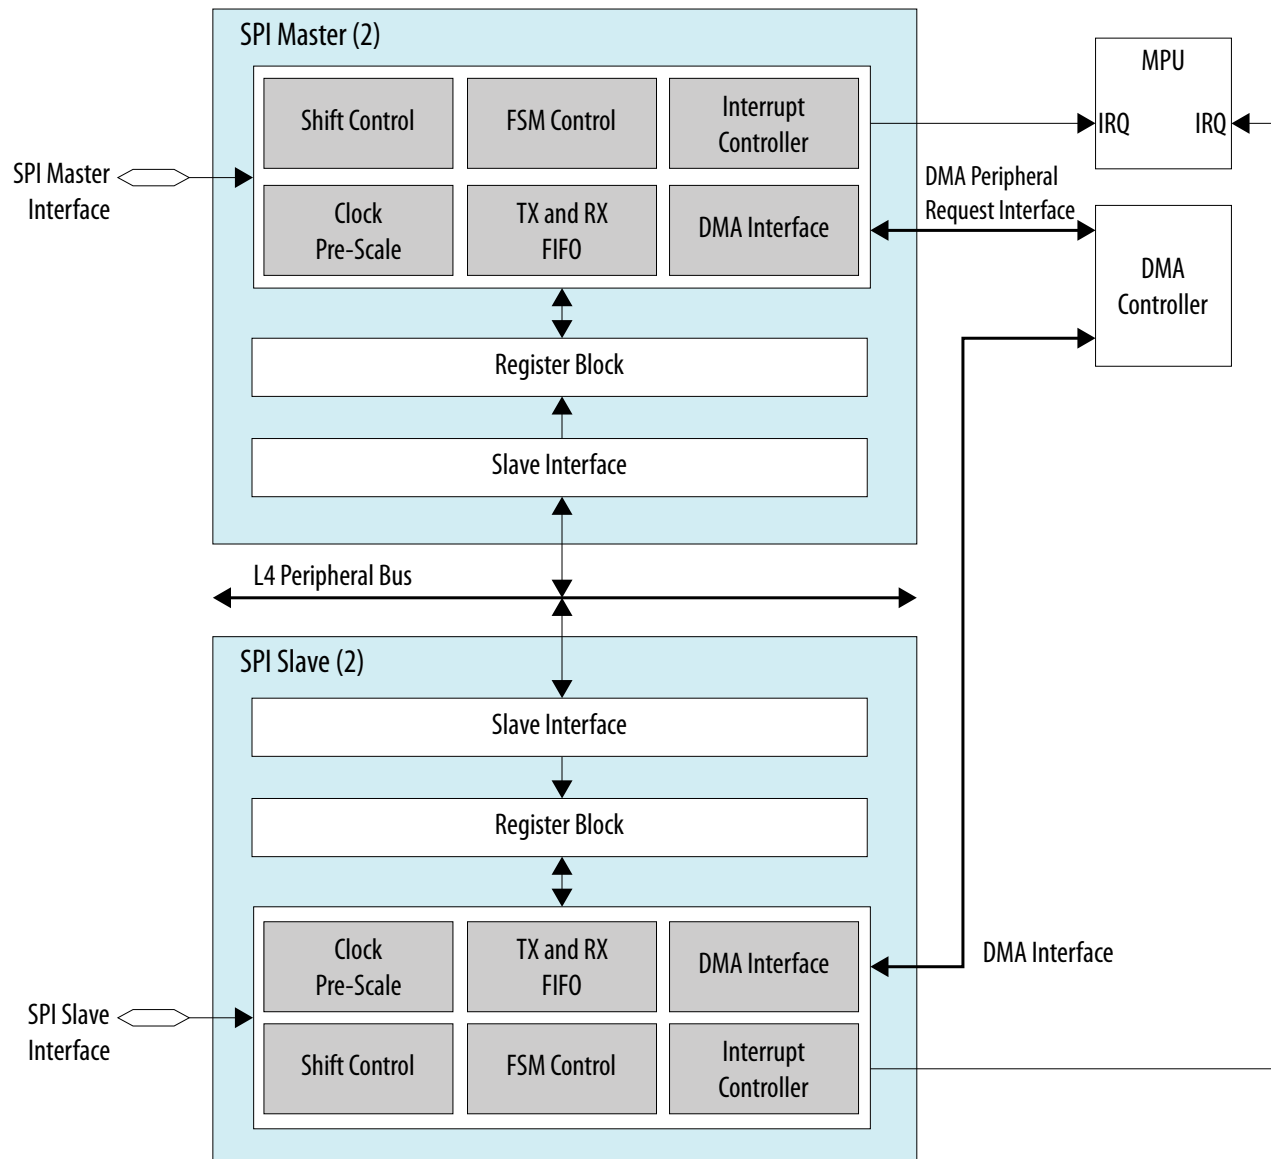 SPI Master (2)
Shift Control
FSM Control
Interrupt
Controller
Clock
Pre-Scale
TX and RX
FIFO
DMA Interface
SPI Master
Interface
Register Block
Slave Interface
MPU
IRQ
IRQ
DMA Peripheral
Request Interface
DMA
Controller
L4 Peripheral Bus
SPI Slave (2)
Slave Interface
Register Block
Clock
Pre-Scale
TX and RX
FIFO
DMA Interface
DMA Interface
SPI Slave
Interface
Shift Control
FSM Control
Interrupt
Controller